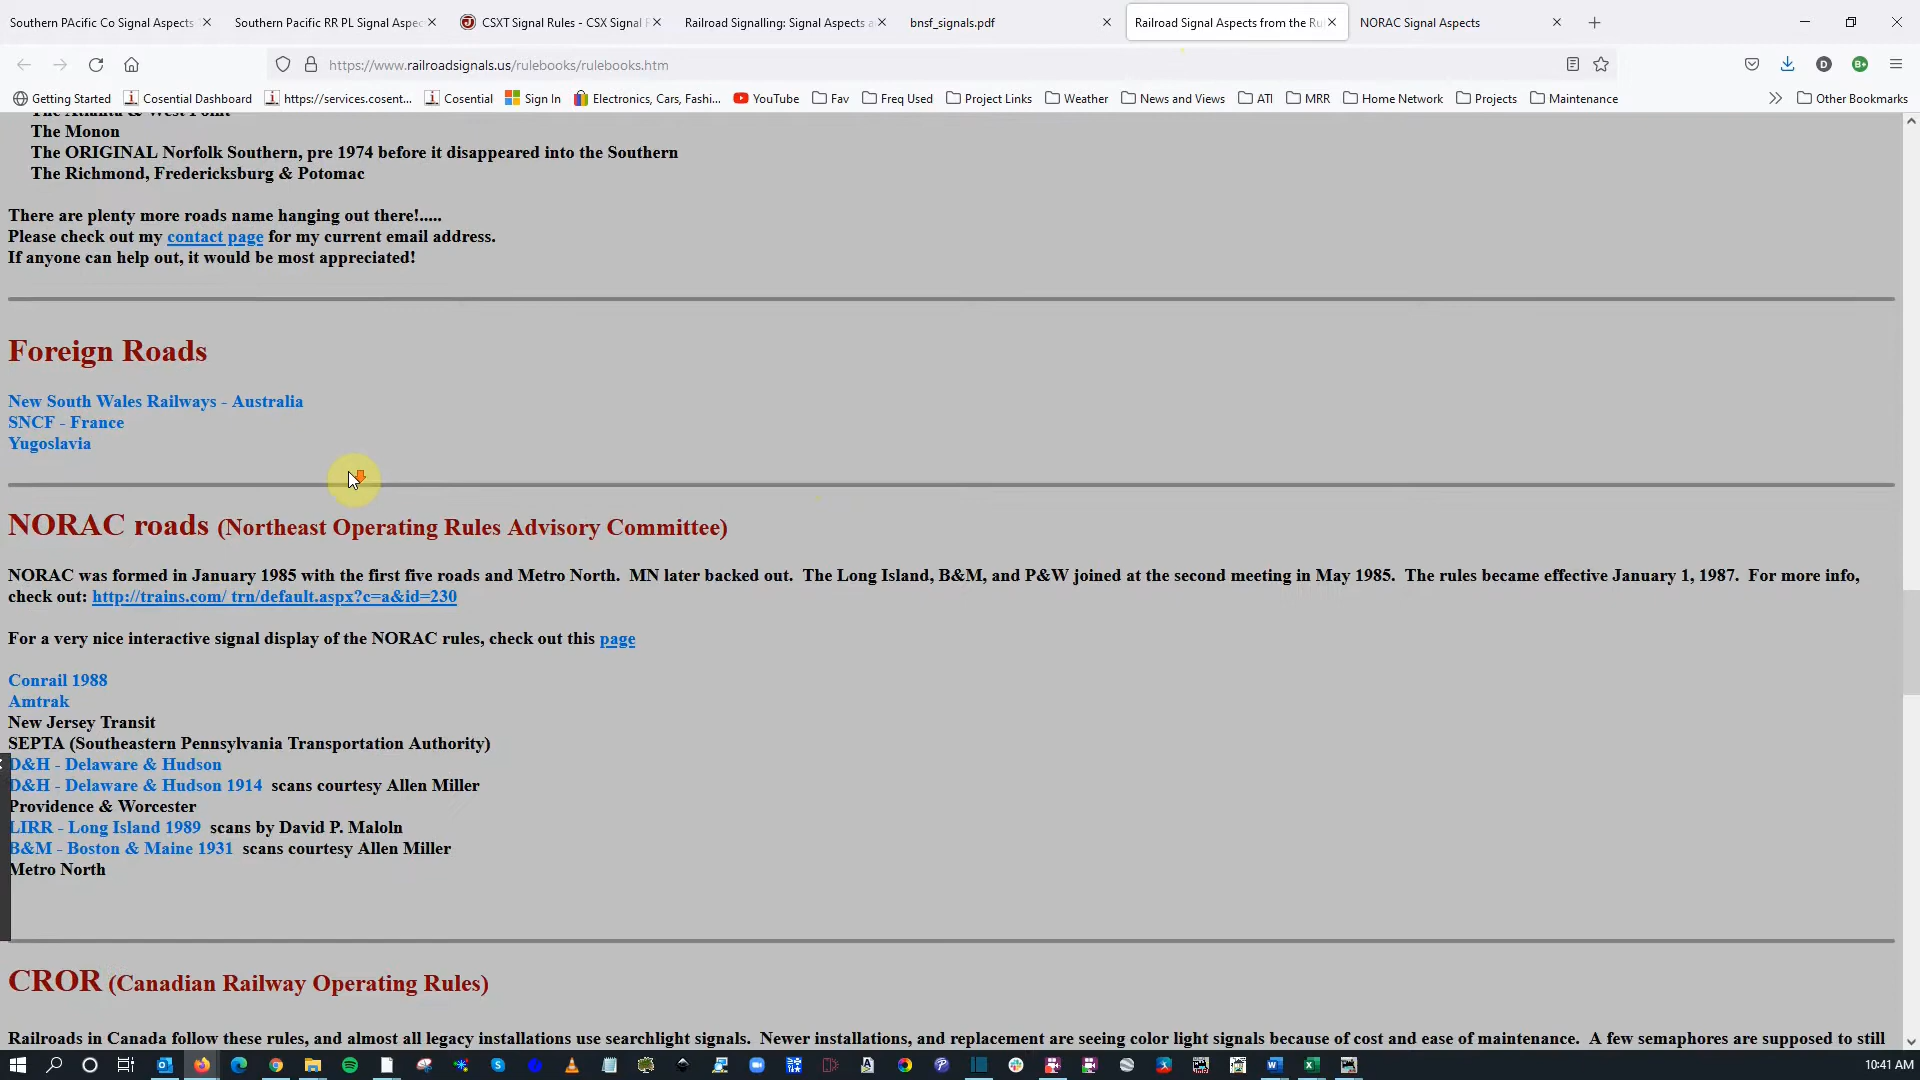 Southern PAcific Co Signal Aspects
Southern Pacific RR PL Signal Aspec
CSXT Signal Rules - CSX Signal R
Railroad Signalling: Signal Aspects a
bnsf_signals.pdf
Railroad Signal Aspects from the Ru
NORAC Signal Aspects
https://www.railroadsignals.us/rulebooks/rulebooks.htm
Getting Started
Cosential Dashboard
https://services.cosent...
Cosential
Sign In
Electronics, Cars, Fashi...
YouTube
Fav
Freq Used
Project Links
Weather
News and Views
ATI
MRR
Home Network
Projects
Maintenance
Other Bookmarks
The Atlanta & West Point
The Monon
The ORIGINAL Norfolk Southern, pre 1974 before it disappeared into the Southern
The Richmond, Fredericksburg & Potomac
There are plenty more roads name hanging out there!.....
Please check out my contact page for my current email address.
If anyone can help out, it would be most appreciated!
Foreign Roads
New South Wales Railways - Australia
SNCF - France
Yugoslavia
NORAC roads (Northeast Operating Rules Advisory Committee)
NORAC was formed in January 1985 with the first five roads and Metro North. MN later backed out. The Long Island, B&M, and P&W joined at the second meeting in May 1985. The rules became effective January 1, 1987. For more info,
check out: http://trains.com/ trn/default.aspx?c=a&id=230
For a very nice interactive signal display of the NORAC rules, check out this page
Conrail 1988
Amtrak
New Jersey Transit
SEPTA (Southeastern Pennsylvania Transportation Authority)
D&H - Delaware & Hudson
D&H - Delaware & Hudson 1914 scans courtesy Allen Miller
Providence & Worcester
LIRR - Long Island 1989 scans by David P. Maloln
B&M - Boston & Maine 1931 scans courtesy Allen Miller
Metro North
CROR (Canadian Railway Operating Rules)
Railroads in Canada follow these rules, and almost all legacy installations use searchlight signals. Newer installations, and replacement are seeing color light signals because of cost and ease of maintenance. A few semaphores are supposed to still
10:41 AM